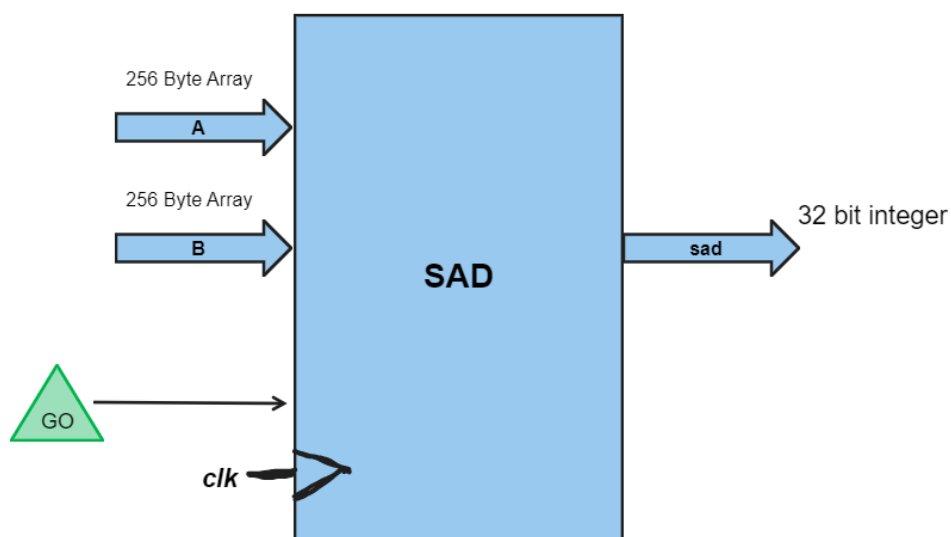 256 Byte Array
A
256 Byte Array
B
32 bit integer
sad
SAD
GO
clk